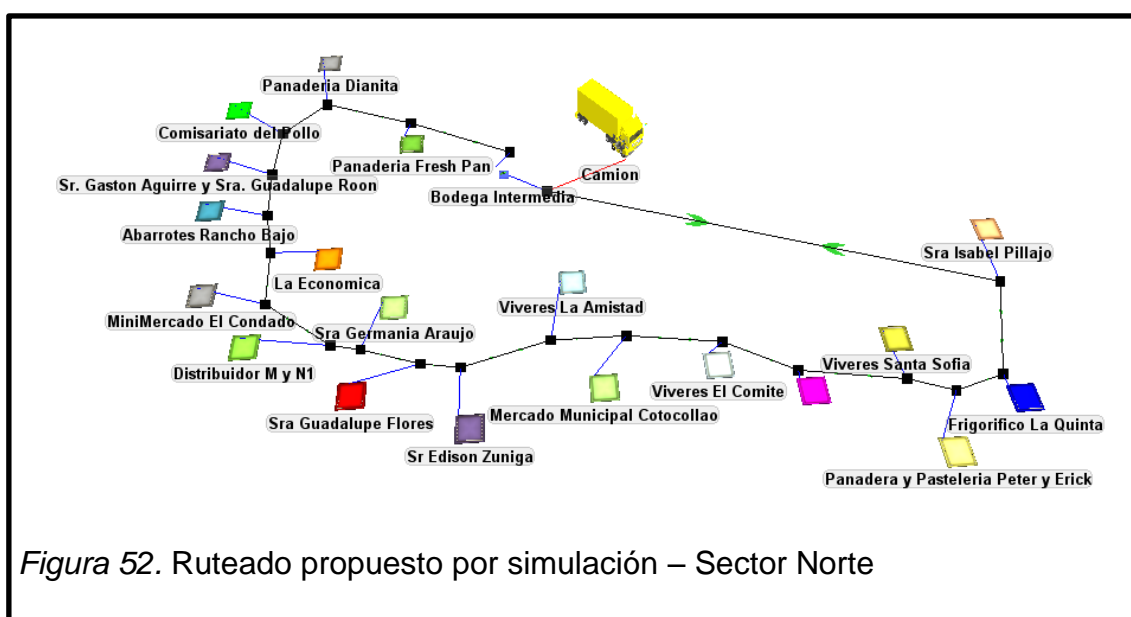 Panaderia Dianita
Comisariato del Pollo
Panaderia Fresh Pan
Camion
Sr. Gaston Aguirre y Sra. Guadalupe Roon
Bodega Intermedia
Abarrotes Rancho Bajo
Sra Isabel Pillajo
La Economica
MiniMercado El Condado
Viveres La Amistad
Sra Germania Araujo
Distribuidor M y N1
Viveres Santa Sofia
Viveres El Comite
Mercado Municipal Cotocollao
Sra Guadalupe Flores
Frigorifico La Quinta
Sr Edison Zuniga
Panadera y Pasteleria Peter y Erick
Figura 52. Ruteado propuesto por simulación – Sector Norte